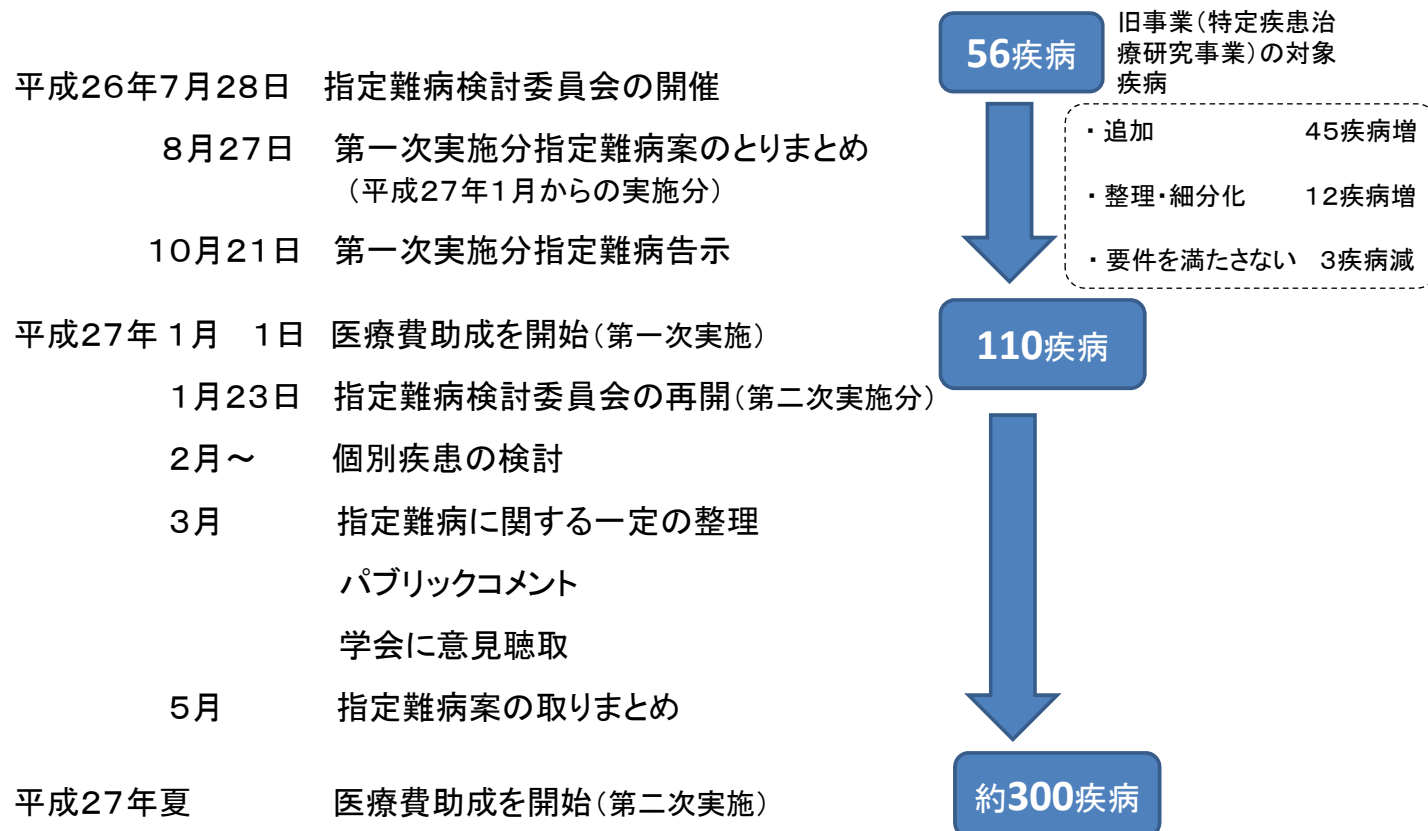 56疾病
旧事業（特定疾患治
療研究事業）の対象
疾病
平成２６年７月２８日　指定難病検討委員会の開催
・追加　４５疾病増
８月２７日　第一次実施分指定難病案のとりまとめ
（平成２７年１月からの実施分）
・整理・細分化　１２疾病増
１０月２１日　第一次実施分指定難病告示
・要件を満たさない　３疾病減
平成２７年１月　１日　医療費助成を開始（第一次実施）
110疾病
１月２３日　指定難病検討委員会の再開（第二次実施分）
２月～　個別疾患の検討
３月　指定難病に関する一定の整理
パブリックコメント
学会に意見聴取
５月　指定難病案の取りまとめ
平成２７年夏　医療費助成を開始（第二次実施）
約300疾病